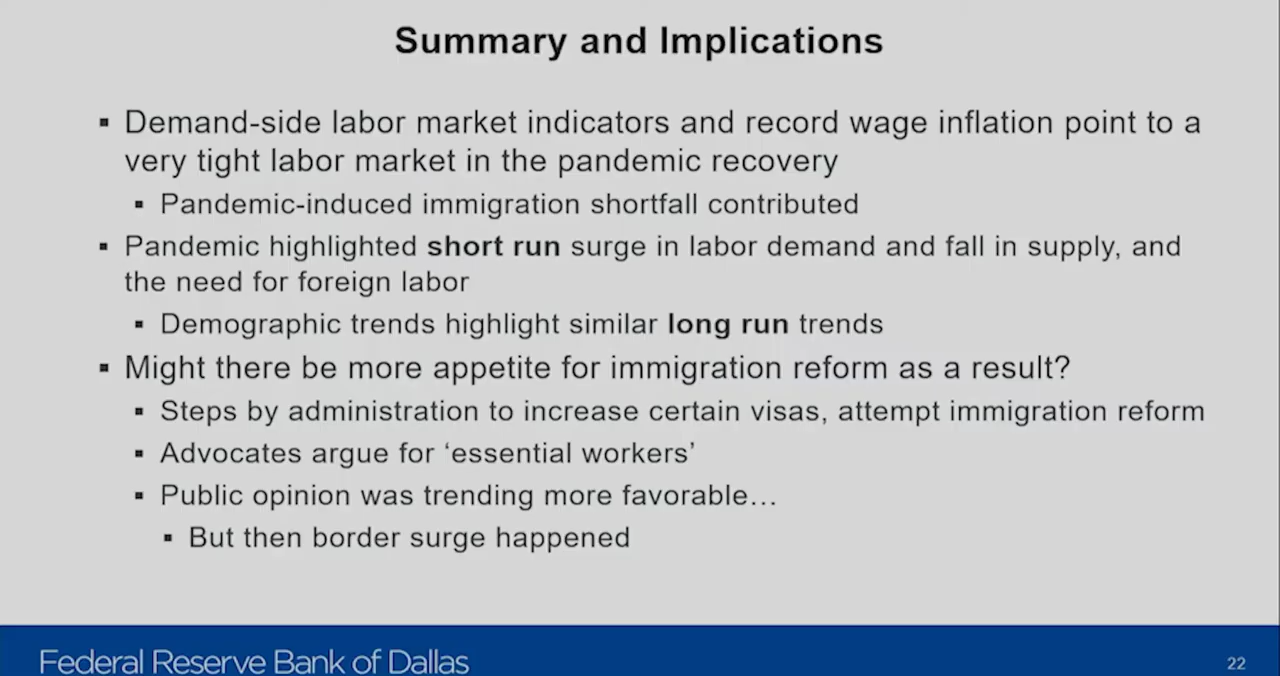 Summary and Implications
▪ Demand-side labor market indicators and record wage inflation point to a
very tight labor market in the pandemic recovery
▪ Pandemic-induced immigration shortfall contributed
▪ Pandemic highlighted short run surge in labor demand and fall in supply, and
the need for foreign labor
▪ Demographic trends highlight similar long run trends
▪ Might there be more appetite for immigration reform as a result?
▪ Steps by administration to increase certain visas, attempt immigration reform
▪ Advocates argue for ‘essential workers’
▪ Public opinion was trending more favorable…
▪ But then border surge happened
Federal Reserve Bank of Dallas
22